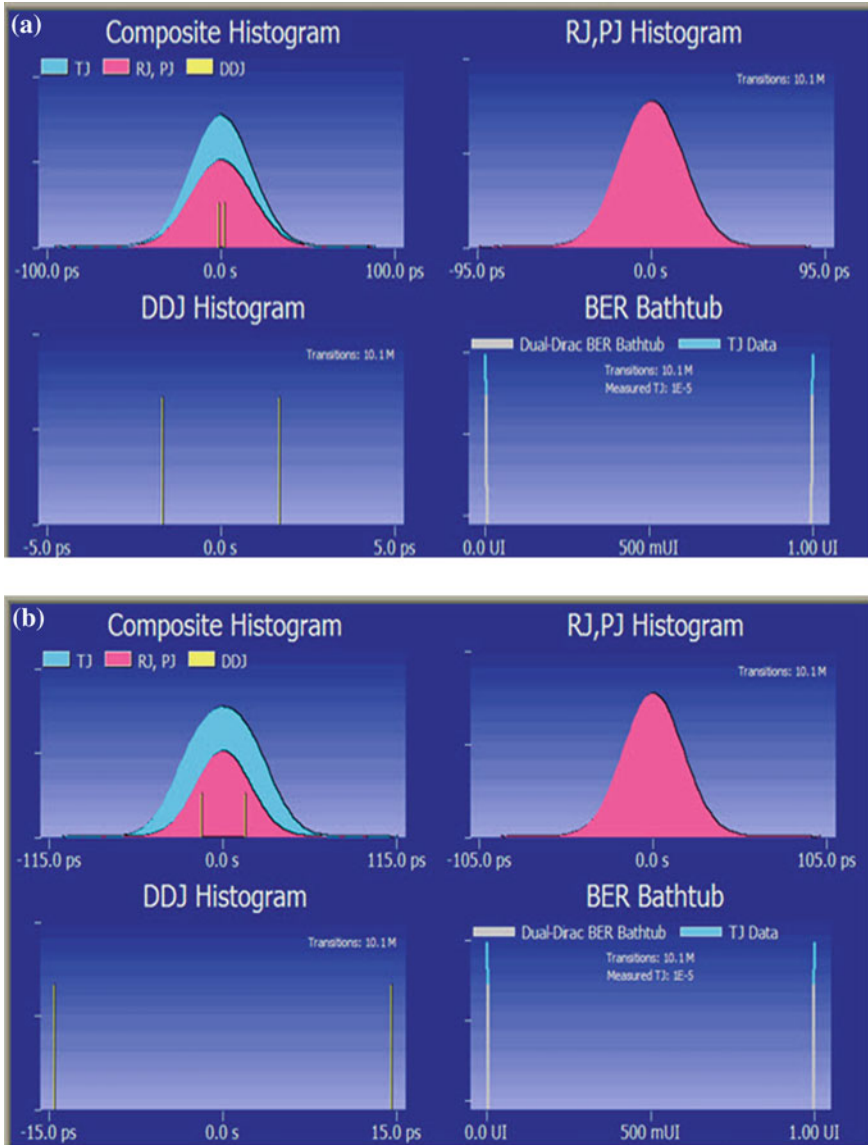 (a)
Composite Histogram
TJ RJ, PJ DDJ
-100.0 ps 0.0 s 100.0 ps
RJ,PJ Histogram
Transitions: 10.1 M
-95.0 ps 0.0 s 95.0 ps
DDJ Histogram
Transitions: 10.1 M
-5.0 ps 0.0 s 5.0 ps
BER Bathtub
Dual-Dirac BER Bathtub TJ Data
Transitions: 10.1 M
Measured TJ: 1E-5
0.0 UI 500 mUI 1.00 UI
(b)
Composite Histogram
TJ RJ, PJ DDJ
-115.0 ps 0.0 s 115.0 ps
RJ,PJ Histogram
Transitions: 10.1 M
-105.0 ps 0.0 s 105.0 ps
DDJ Histogram
Transitions: 10.1 M
-15.0 ps 0.0 s 15.0 ps
BER Bathtub
Dual-Dirac BER Bathtub TJ Data
Transitions: 10.1 M
Measured TJ: 1E-5
0.0 UI 500 mUI 1.00 UI